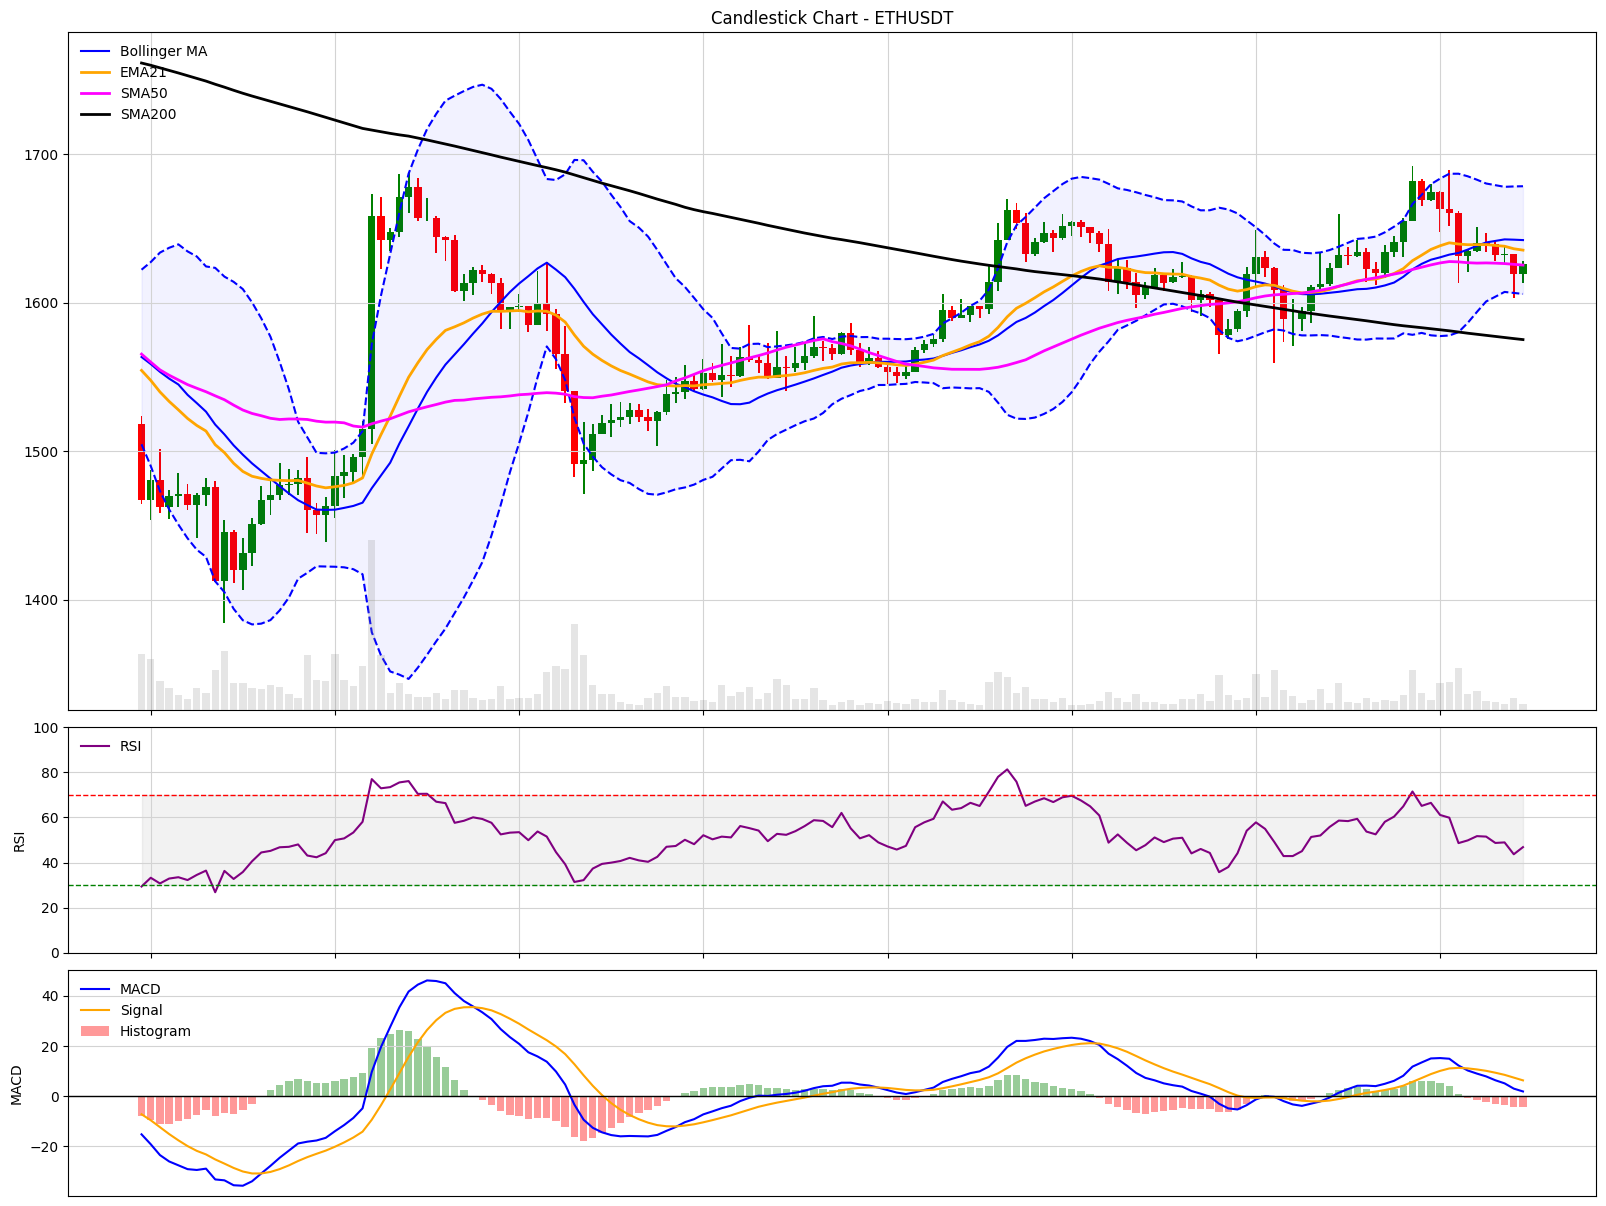 Candlestick Chart - ETHUSDT
Bollinger MA
EMA21
SMA50
SMA200
1700
1600
1500
1400
100
80
60
40
20
0
RSI
RSI
40
20
0
−20
MACD
MACD
Signal
Histogram